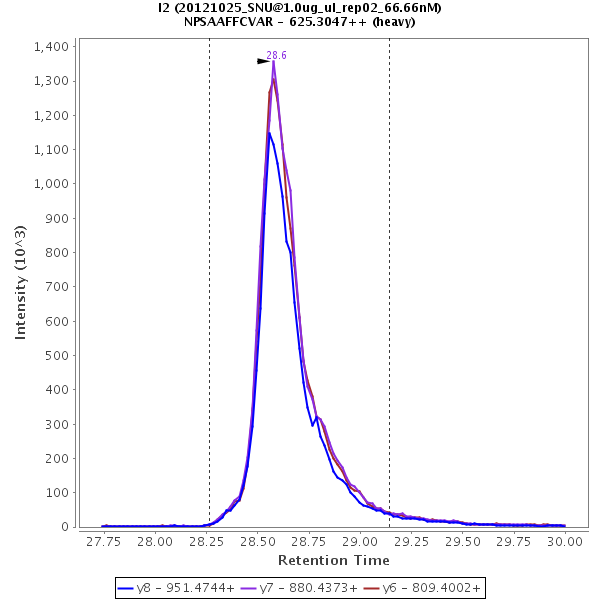 I2 (20121025_SNU@1.0ug_ul_rep02_66.66nM)
NPSAAFFCVAR - 625.3047++ (heavy)
28.6
1,400
1,300
1,200
1,100
1,000
900
800
700
600
500
400
300
200
100
0
Intensity (10^3)
27.75 28.00 28.25 28.50 28.75 29.00 29.25 29.50 29.75 30.00
Retention Time
y8 - 951.4744+ y7 - 880.4373+ y6 - 809.4002+